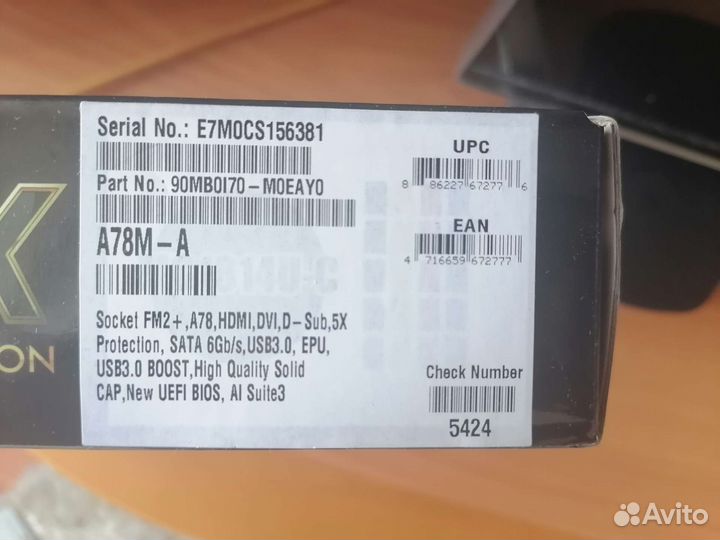 Serial No.: E7M0CS156381
Part No.: 90MB0I70-M0EAY0
A78M-A
Socket FM2+,A78,HDMI,DVI,D-Sub,5X
Protection, SATA 6Gb/s,USB3.0, EPU,
USB3.0 BOOST,High Quality Solid
CAP,New UEFI BIOS, AI Suite3
UPC
8 86227 67277 6
EAN
4 716659 672777
Check Number
5424
X
ION
Avito